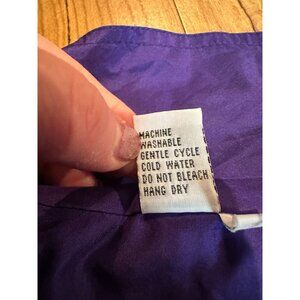 MACHINE
WASHABLE
GENTLE CYCLE
COLD WATER
DO NOT BLEACH
HANG DRY